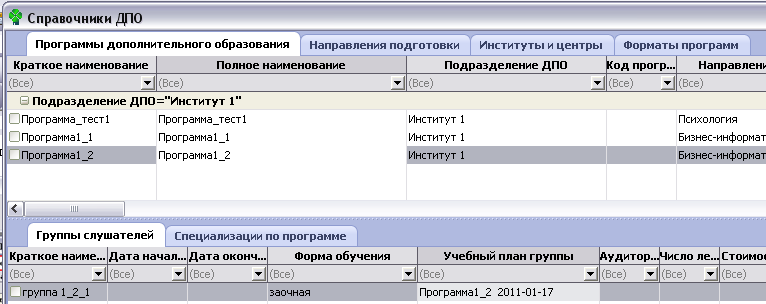 Справочники ДПО
Программы дополнительного образования Направления подготовки Институты и центры Форматы программ
Краткое наименование Полное наименование Подразделение ДПО Код прогр... Направлени
(Все) (Все) (Все) (Все) (Все)
Подразделение ДПО="Институт 1"
Программа_тест1 Программа_тест1 Институт 1 Психология
Программа1_1 Программа1_1 Институт 1 Бизнес-информат
Программа1_2 Программа1_2 Институт 1 Бизнес-информат
Группы слушателей Специализации по программе
Краткое наиме... Дата начал... Дата оконч... Форма обучения Учебный план группы Аудитор... Число ле... Стоимос
(Все) (Все) (Все) (Все) (Все) (Все) (Все) (Все)
группа 1_2_1 заочная Программа1_2 2011-01-17